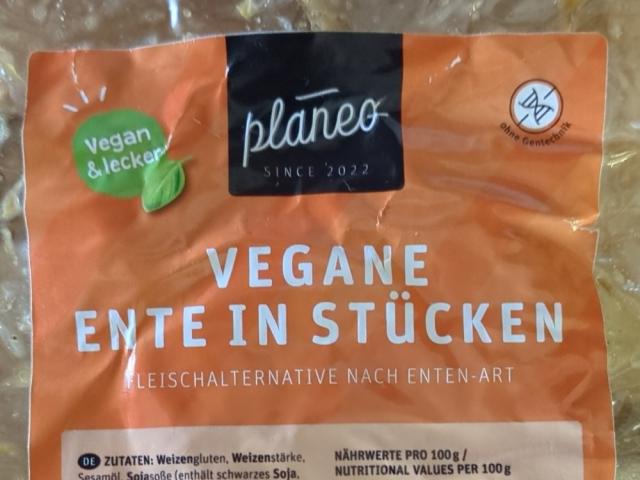 planeo
SINCE 2022
Vegan
& lecker
ohne Gentechnik
VEGANE
ENTE IN STÜCKEN
FLEISCHALTERNATIVE NACH ENTEN-ART
DE ZUTATEN: Weizengluten, Weizenstärke,
Sesamöl, Sojasoße (enthält schwarzes Soja,
NÄHRWERTE PRO 100 g /
NUTRITIONAL VALUES PER 100 g